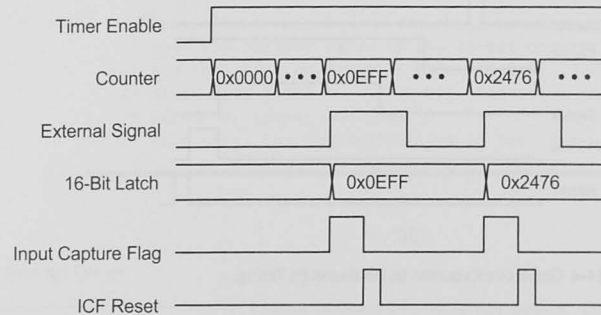 Timer Enable
Counter 0x0000 ••• 0x0EFF ••• 0x2476 •••
External Signal
16-Bit Latch 0x0EFF 0x2476
Input Capture Flag
ICF Reset